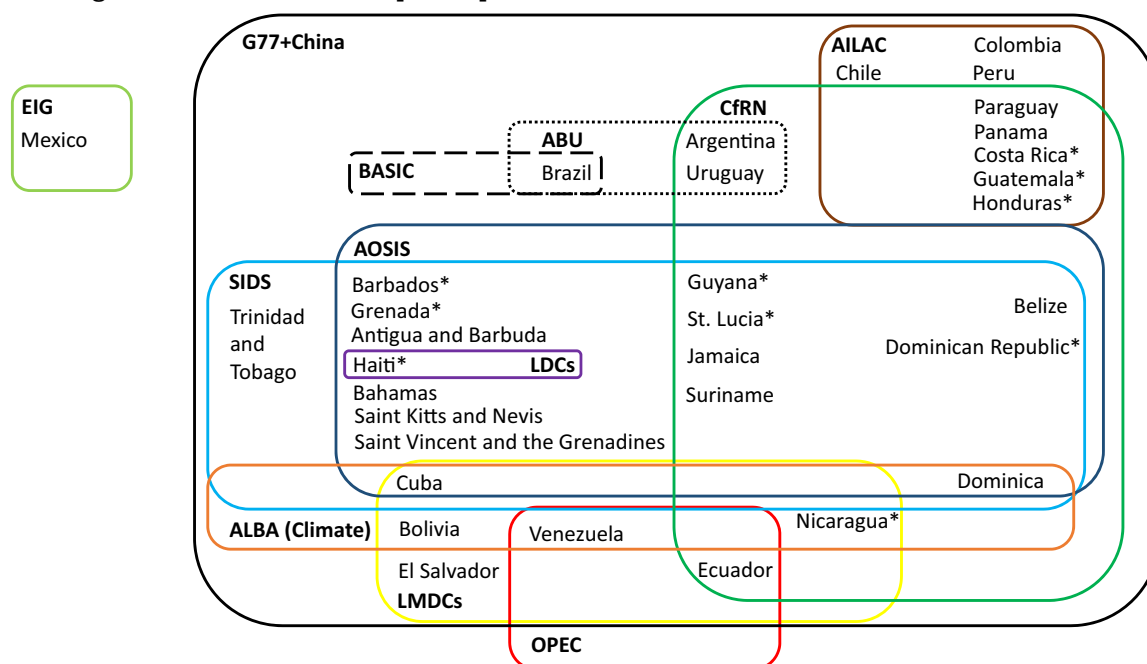 G77+China
AILAC
Colombia
Chile
Peru
EIG
Mexico
CfRN
Paraguay
Panama
Costa Rica*
Guatemala*
Honduras*
ABU
Argentina
BASIC
Brazil
Uruguay
AOSIS
SIDS
Trinidad
and
Tobago
Barbados*
Grenada*
Antigua and Barbuda
Haiti*
LDCs
Bahamas
Saint Kitts and Nevis
Saint Vincent and the Grenadines
Guyana*
St. Lucia*
Jamaica
Suriname
Belize
Dominican Republic*
Cuba
Dominica
ALBA (Climate)
Bolivia
Venezuela
Nicaragua*
El Salvador
Ecuador
LMDCs
OPEC